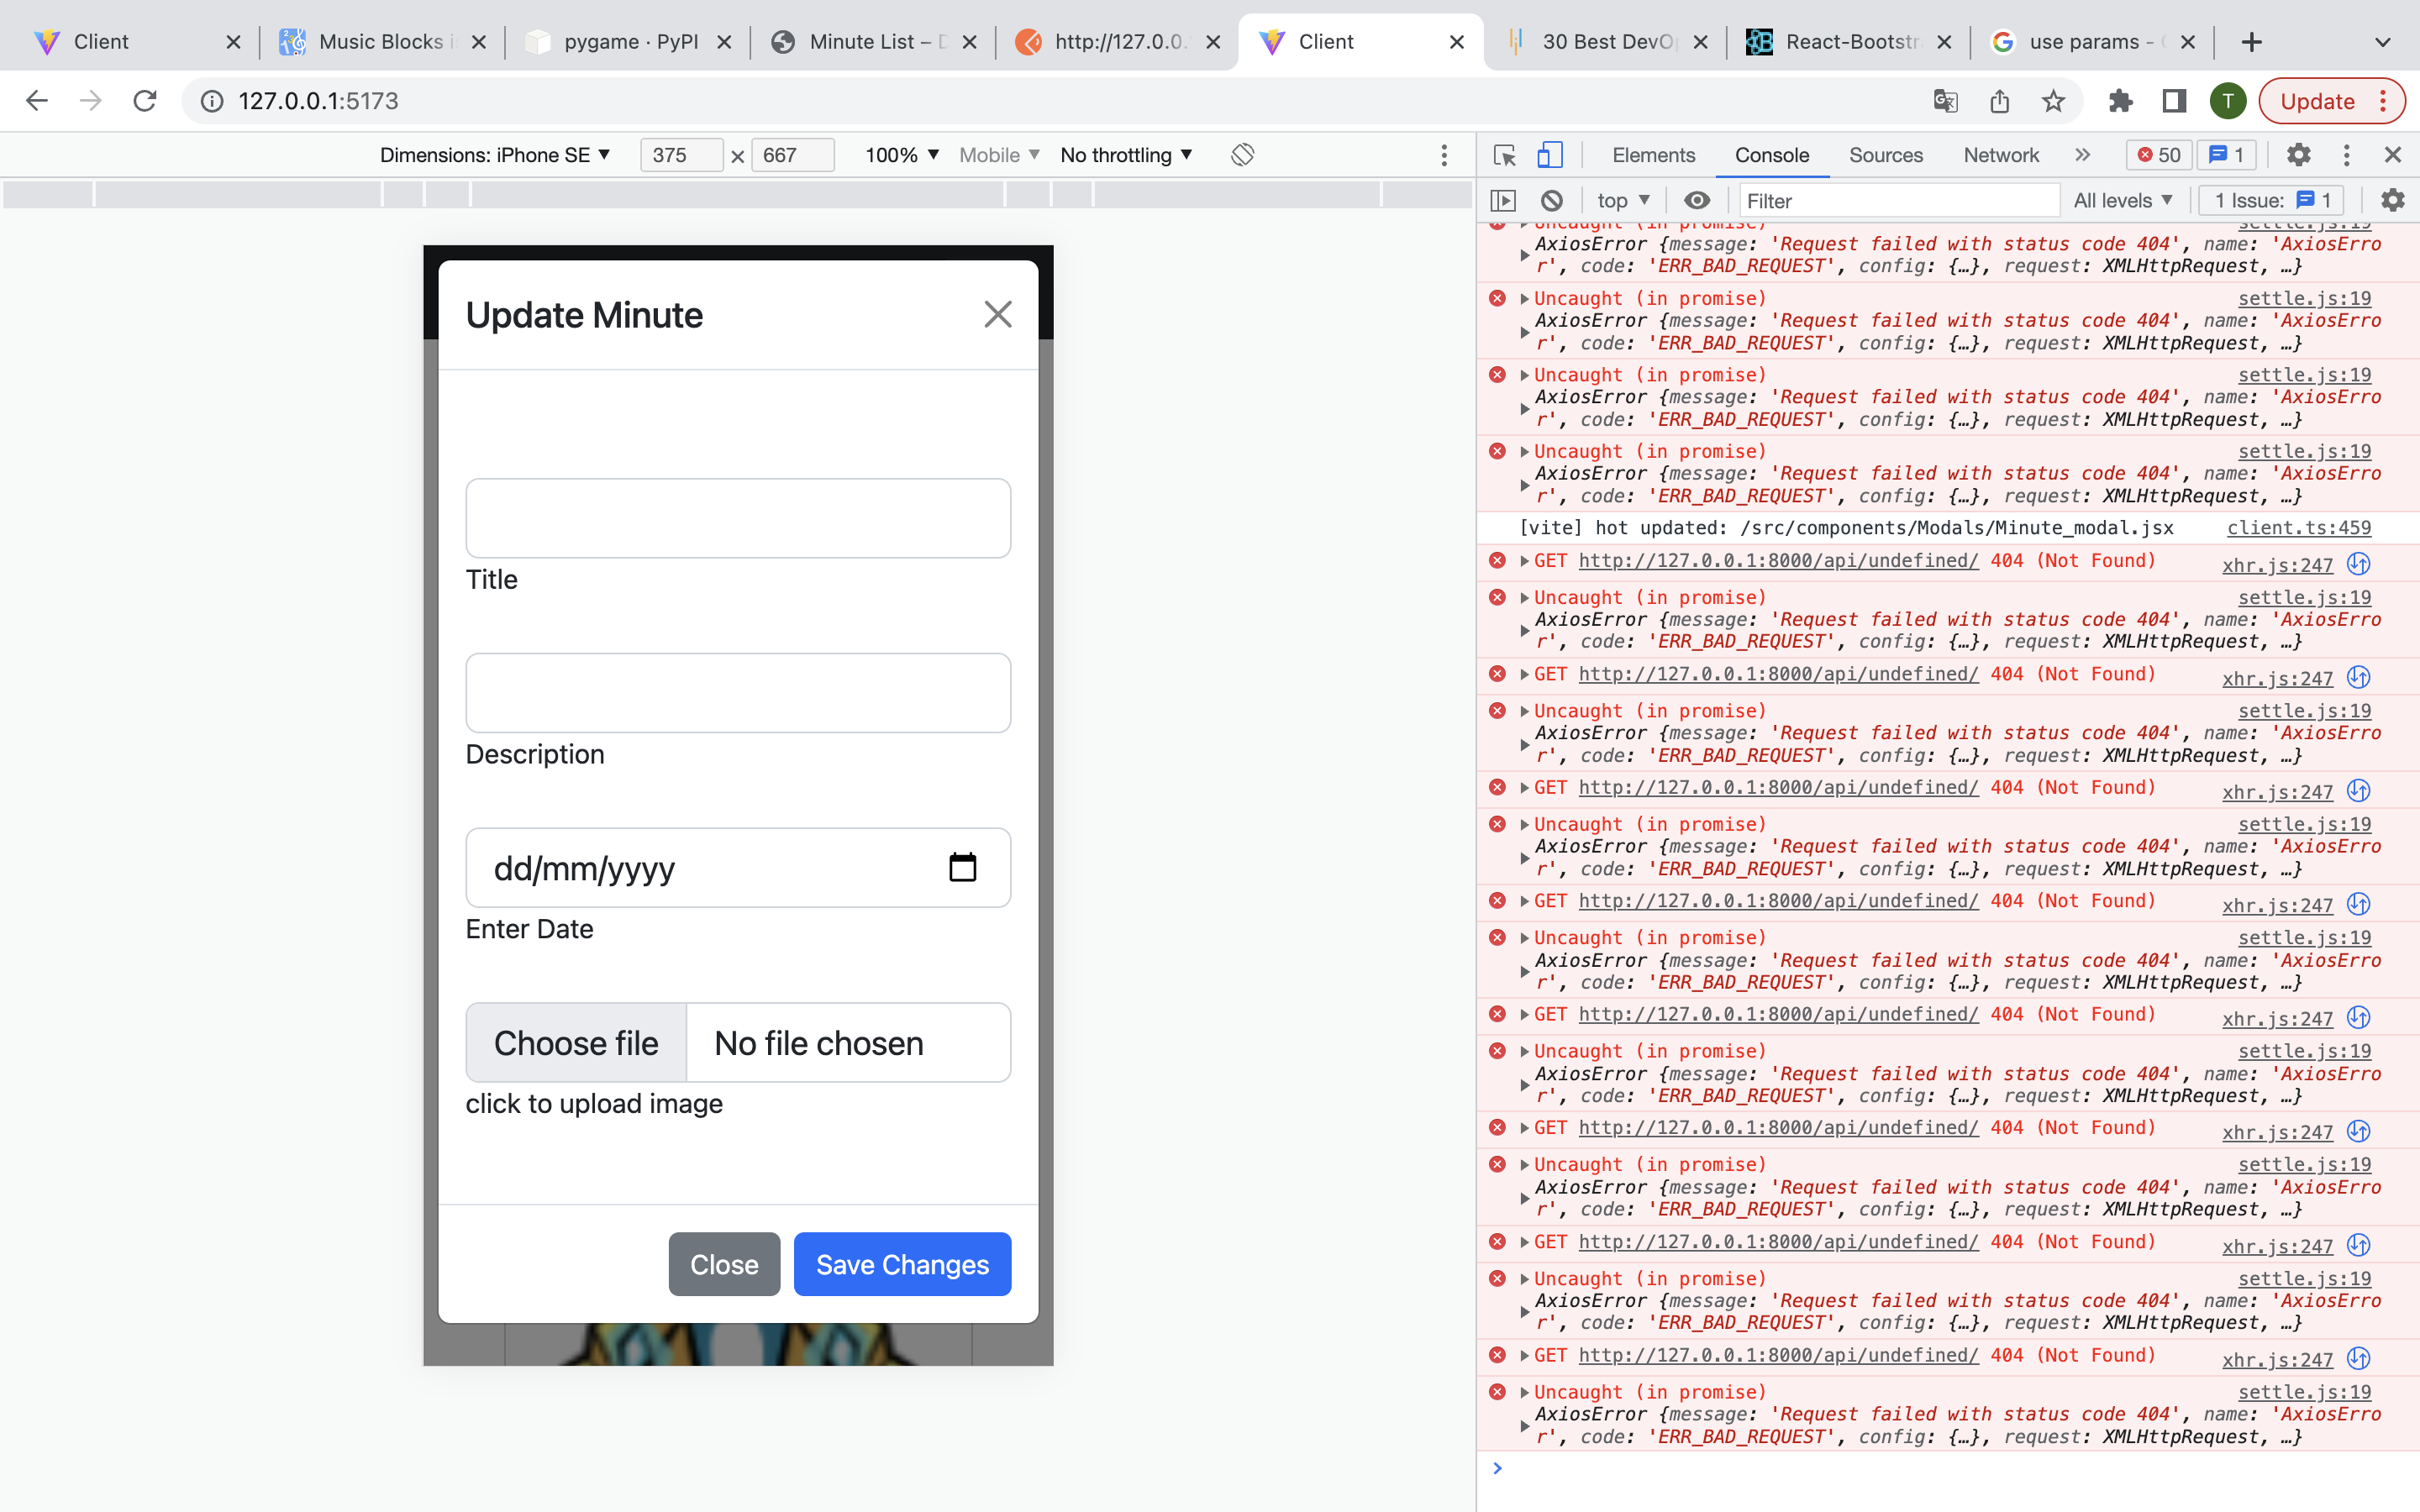 Client
Music Blocks i
pygame · PyPI
Minute List – D
http://127.0.0.
Client
30 Best DevOp
React-Bootstr
use params - G
127.0.0.1:5173
T
Update
Dimensions: iPhone SE
375
×
667
100%
Mobile
No throttling
Elements
Console
Sources
Network
50
1
top
Filter
All levels
1 Issue:
1
Update Minute
Title
Description
dd/mm/yyyy
Enter Date
Choose file
No file chosen
click to upload image
Close
Save Changes
Uncaught (in promise) settle.js:19
AxiosError {message: 'Request failed with status code 404', name: 'AxiosErro
r', code: 'ERR_BAD_REQUEST', config: {…}, request: XMLHttpRequest, …}
Uncaught (in promise) settle.js:19
AxiosError {message: 'Request failed with status code 404', name: 'AxiosErro
r', code: 'ERR_BAD_REQUEST', config: {…}, request: XMLHttpRequest, …}
Uncaught (in promise) settle.js:19
AxiosError {message: 'Request failed with status code 404', name: 'AxiosErro
r', code: 'ERR_BAD_REQUEST', config: {…}, request: XMLHttpRequest, …}
Uncaught (in promise) settle.js:19
AxiosError {message: 'Request failed with status code 404', name: 'AxiosErro
r', code: 'ERR_BAD_REQUEST', config: {…}, request: XMLHttpRequest, …}
[vite] hot updated: /src/components/Modals/Minute_modal.jsx client.ts:459
GET http://127.0.0.1:8000/api/undefined/ 404 (Not Found) xhr.js:247
Uncaught (in promise) settle.js:19
AxiosError {message: 'Request failed with status code 404', name: 'AxiosErro
r', code: 'ERR_BAD_REQUEST', config: {…}, request: XMLHttpRequest, …}
GET http://127.0.0.1:8000/api/undefined/ 404 (Not Found) xhr.js:247
Uncaught (in promise) settle.js:19
AxiosError {message: 'Request failed with status code 404', name: 'AxiosErro
r', code: 'ERR_BAD_REQUEST', config: {…}, request: XMLHttpRequest, …}
GET http://127.0.0.1:8000/api/undefined/ 404 (Not Found) xhr.js:247
Uncaught (in promise) settle.js:19
AxiosError {message: 'Request failed with status code 404', name: 'AxiosErro
r', code: 'ERR_BAD_REQUEST', config: {…}, request: XMLHttpRequest, …}
GET http://127.0.0.1:8000/api/undefined/ 404 (Not Found) xhr.js:247
Uncaught (in promise) settle.js:19
AxiosError {message: 'Request failed with status code 404', name: 'AxiosErro
r', code: 'ERR_BAD_REQUEST', config: {…}, request: XMLHttpRequest, …}
GET http://127.0.0.1:8000/api/undefined/ 404 (Not Found) xhr.js:247
Uncaught (in promise) settle.js:19
AxiosError {message: 'Request failed with status code 404', name: 'AxiosErro
r', code: 'ERR_BAD_REQUEST', config: {…}, request: XMLHttpRequest, …}
GET http://127.0.0.1:8000/api/undefined/ 404 (Not Found) xhr.js:247
Uncaught (in promise) settle.js:19
AxiosError {message: 'Request failed with status code 404', name: 'AxiosErro
r', code: 'ERR_BAD_REQUEST', config: {…}, request: XMLHttpRequest, …}
GET http://127.0.0.1:8000/api/undefined/ 404 (Not Found) xhr.js:247
Uncaught (in promise) settle.js:19
AxiosError {message: 'Request failed with status code 404', name: 'AxiosErro
r', code: 'ERR_BAD_REQUEST', config: {…}, request: XMLHttpRequest, …}
GET http://127.0.0.1:8000/api/undefined/ 404 (Not Found) xhr.js:247
Uncaught (in promise) settle.js:19
AxiosError {message: 'Request failed with status code 404', name: 'AxiosErro
r', code: 'ERR_BAD_REQUEST', config: {…}, request: XMLHttpRequest, …}